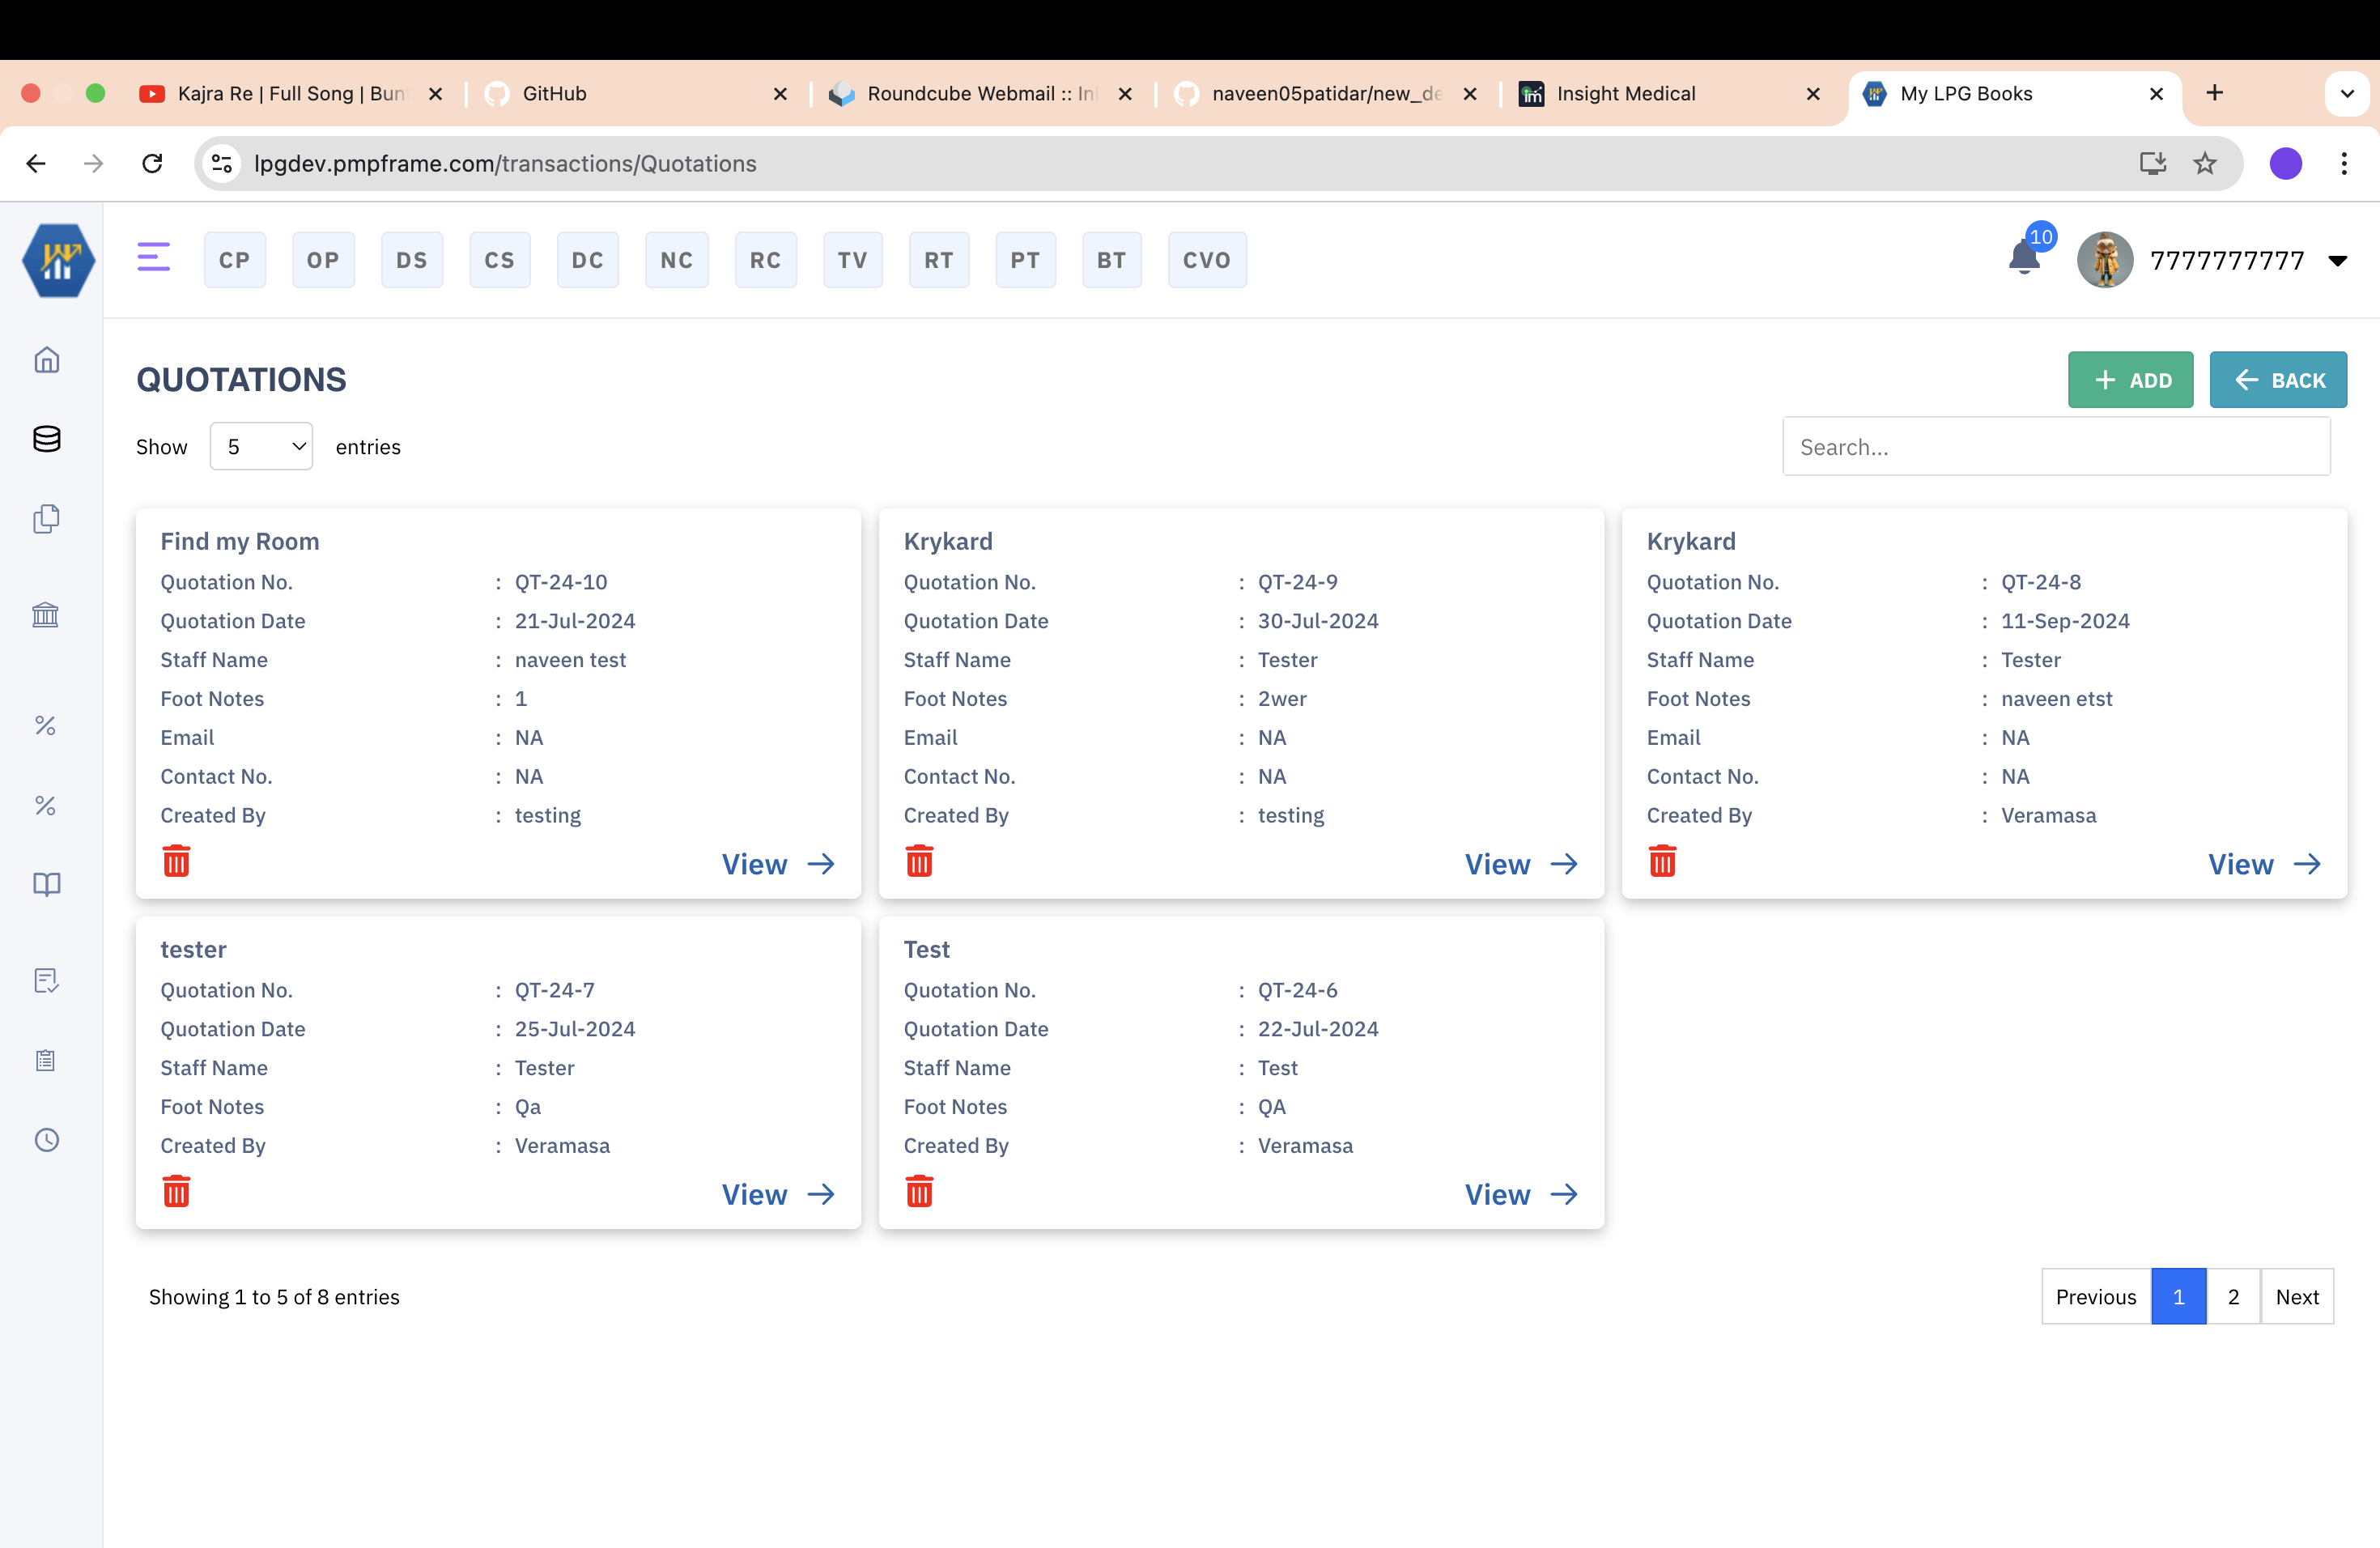 Kajra Re | Full Song | Bun
GitHub
Roundcube Webmail :: In
naveen05patidar/new_de
Insight Medical
My LPG Books
lpgdev.pmpframe.com/transactions/Quotations
CP OP DS CS DC NC RC TV RT PT BT CVO
10
7777777777
QUOTATIONS
+ ADD
BACK
Show 5 entries
Search...
Find my Room
Quotation No. : QT-24-10
Quotation Date : 21-Jul-2024
Staff Name : naveen test
Foot Notes : 1
Email : NA
Contact No. : NA
Created By : testing
View
Krykard
Quotation No. : QT-24-9
Quotation Date : 30-Jul-2024
Staff Name : Tester
Foot Notes : 2wer
Email : NA
Contact No. : NA
Created By : testing
View
Krykard
Quotation No. : QT-24-8
Quotation Date : 11-Sep-2024
Staff Name : Tester
Foot Notes : naveen etst
Email : NA
Contact No. : NA
Created By : Veramasa
View
tester
Quotation No. : QT-24-7
Quotation Date : 25-Jul-2024
Staff Name : Tester
Foot Notes : Qa
Created By : Veramasa
View
Test
Quotation No. : QT-24-6
Quotation Date : 22-Jul-2024
Staff Name : Test
Foot Notes : QA
Created By : Veramasa
View
Showing 1 to 5 of 8 entries
Previous 1 2 Next